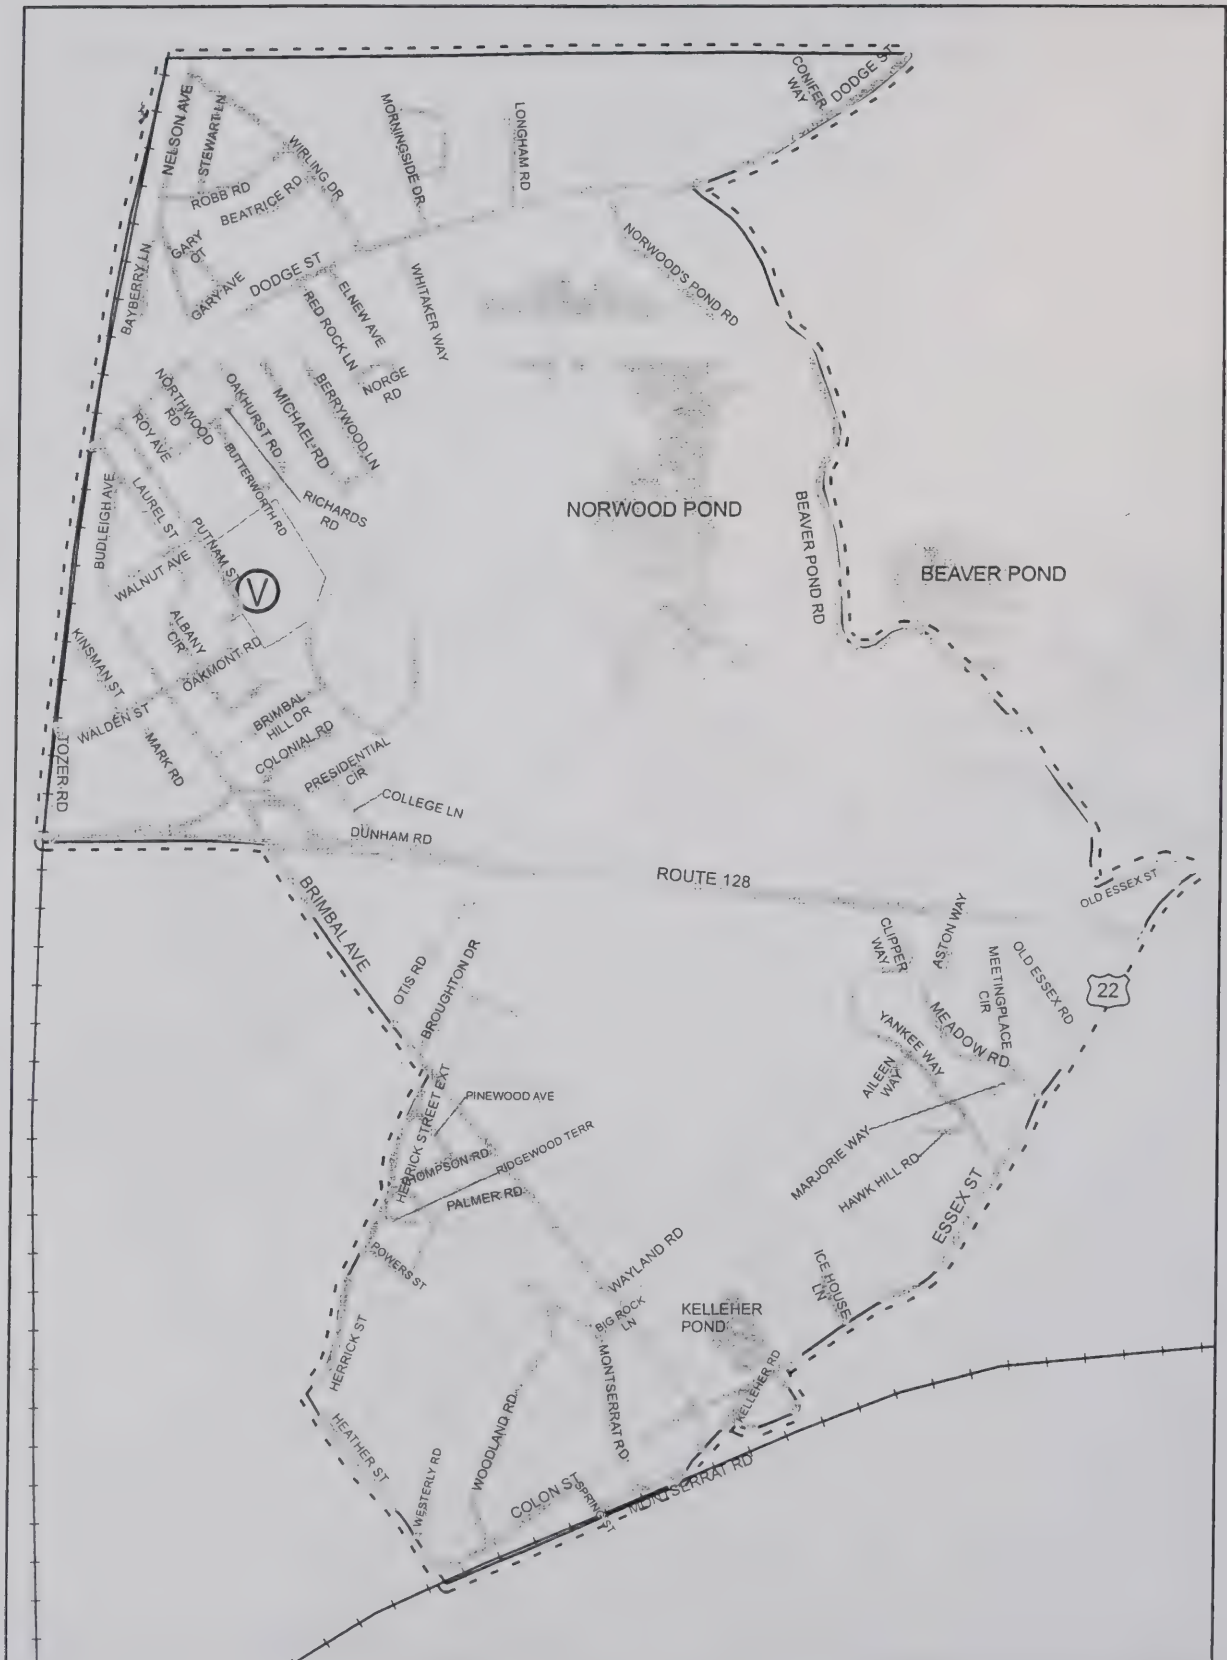 CONIFER
WAY
DODGE ST
NELSON AVE
STEWART LN
MORNINGSIDE DR
LONGHAM RD
WIRLING DR
ROBB RD
BEATRICE RD
GARY
OT
BAYBERRY LN
GARY AVE
DODGE ST
NORWOOD'S POND RD
RED ROCK LN
ELNEW AVE
WHITAKER WAY
NORGE
RD
NORTHWOOD
RD
ROY AVE
OAKHURST RD
MICHAEL RD
BERRYWOOD LN
BUTTERWORTH RD
RICHARDS
RD
BUDLEIGH AVE
LAUREL ST
PUTNAM ST
WALNUT AVE
V
NORWOOD POND
BEAVER POND RD
BEAVER POND
ALBANY
CIR
KINSMAN ST
OAKMONT RD
WALDEN ST
BRIMBAL
HILL DR
MARK RD
COLONIAL RD
TOZER RD
PRESIDENTIAL
CIR
COLLEGE LN
DUNHAM RD
ROUTE 128
OLD ESSEX ST
BRIMBAL AVE
OTIS RD
BROUGHTON DR
CLIPPER
WAY
ASTON WAY
MEETINGPLACE
CIR
OLD ESSEX RD
22
YANKEE WAY
MEADOW RD
AILEEN
WAY
HERRICK STREET EXT
PINEWOOD AVE
HOMPSON RD
RIDGEWOOD TERR
PALMER RD
MARJORIE WAY
HAWK HILL RD
ESSEX ST
POWERS ST
WAYLAND RD
ICE HOUSE
LN
BIG ROCK
LN
KELLEHER
POND
HERRICK ST
MONTSERRAT RD
KELLEHER RD
HEATHER ST
WESTERLY RD
WOODLAND RD
COLON ST
SPRING ST
MONTSERRAT RD